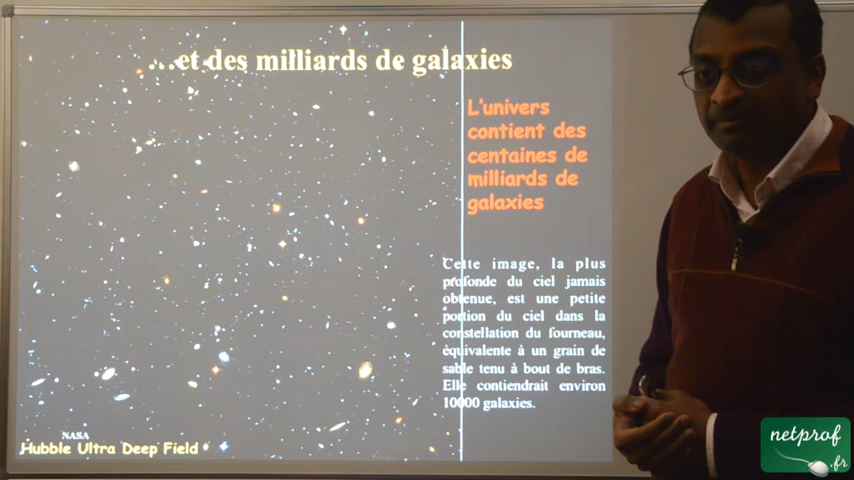 …et des milliards de galaxies
L'univers
contient des
centaines de
milliards de
galaxies
Cette image, la plus
profonde du ciel jamais
obtenue, est une petite
portion du ciel dans la
constellation du fourneau,
équivalente à un grain de
sable tenu à bout de bras.
Elle contiendrait environ
10000 galaxies.
NASA
Hubble Ultra Deep Field
netprof
.fr